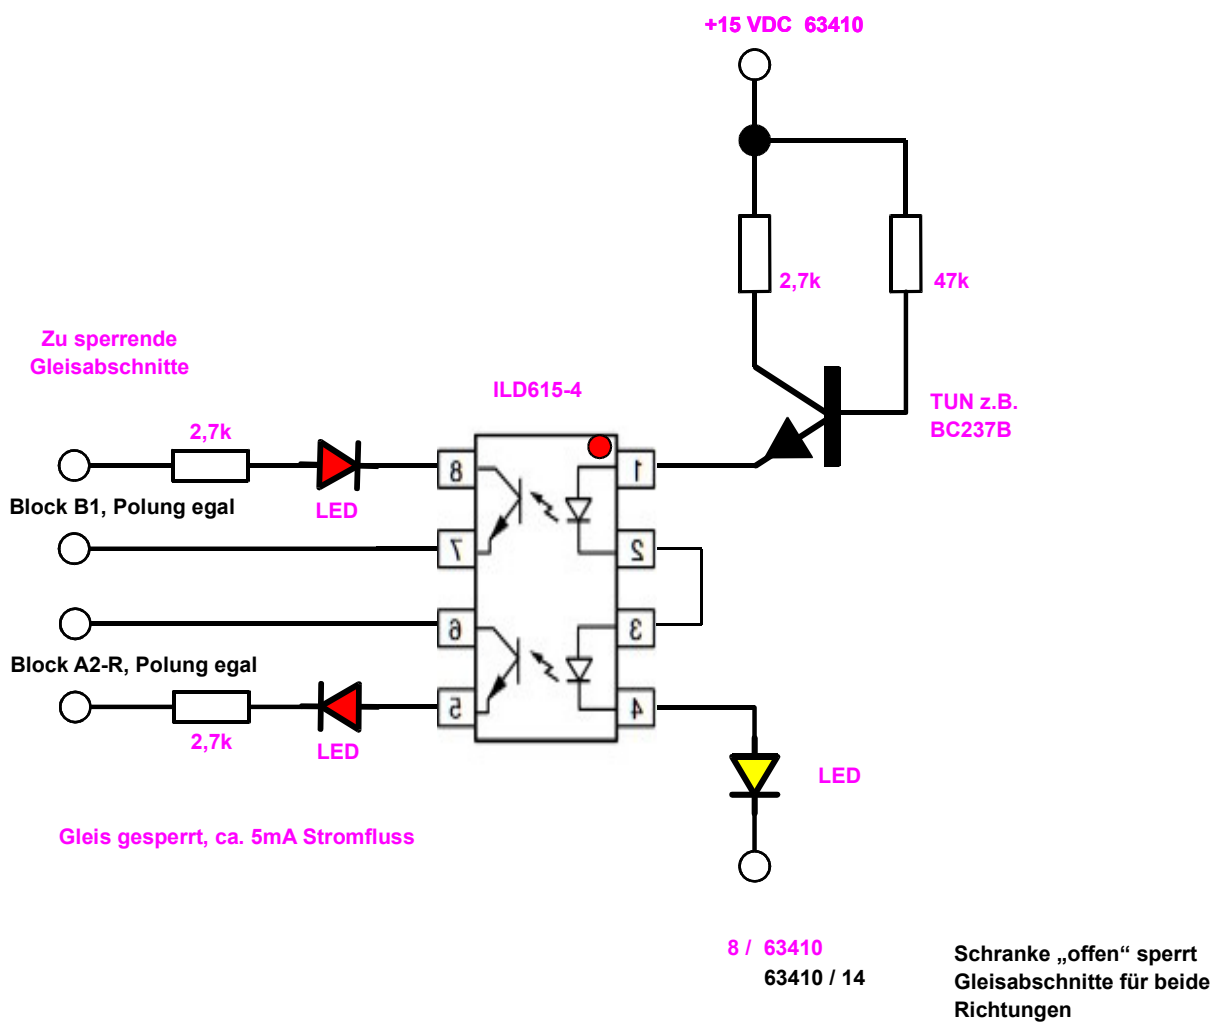 +15 VDC 63410
2,7k
47k
Zu sperrende
Gleisabschnitte
ILD615-4
TUN z.B.
BC237B
2,7k
8
1
LED
Block B1, Polung egal
7
2
6
3
Block A2-R, Polung egal
5
4
2,7k
LED
LED
Gleis gesperrt, ca. 5mA Stromfluss
8 / 63410
63410 / 14
Schranke „offen“ sperrt
Gleisabschnitte für beide
Richtungen